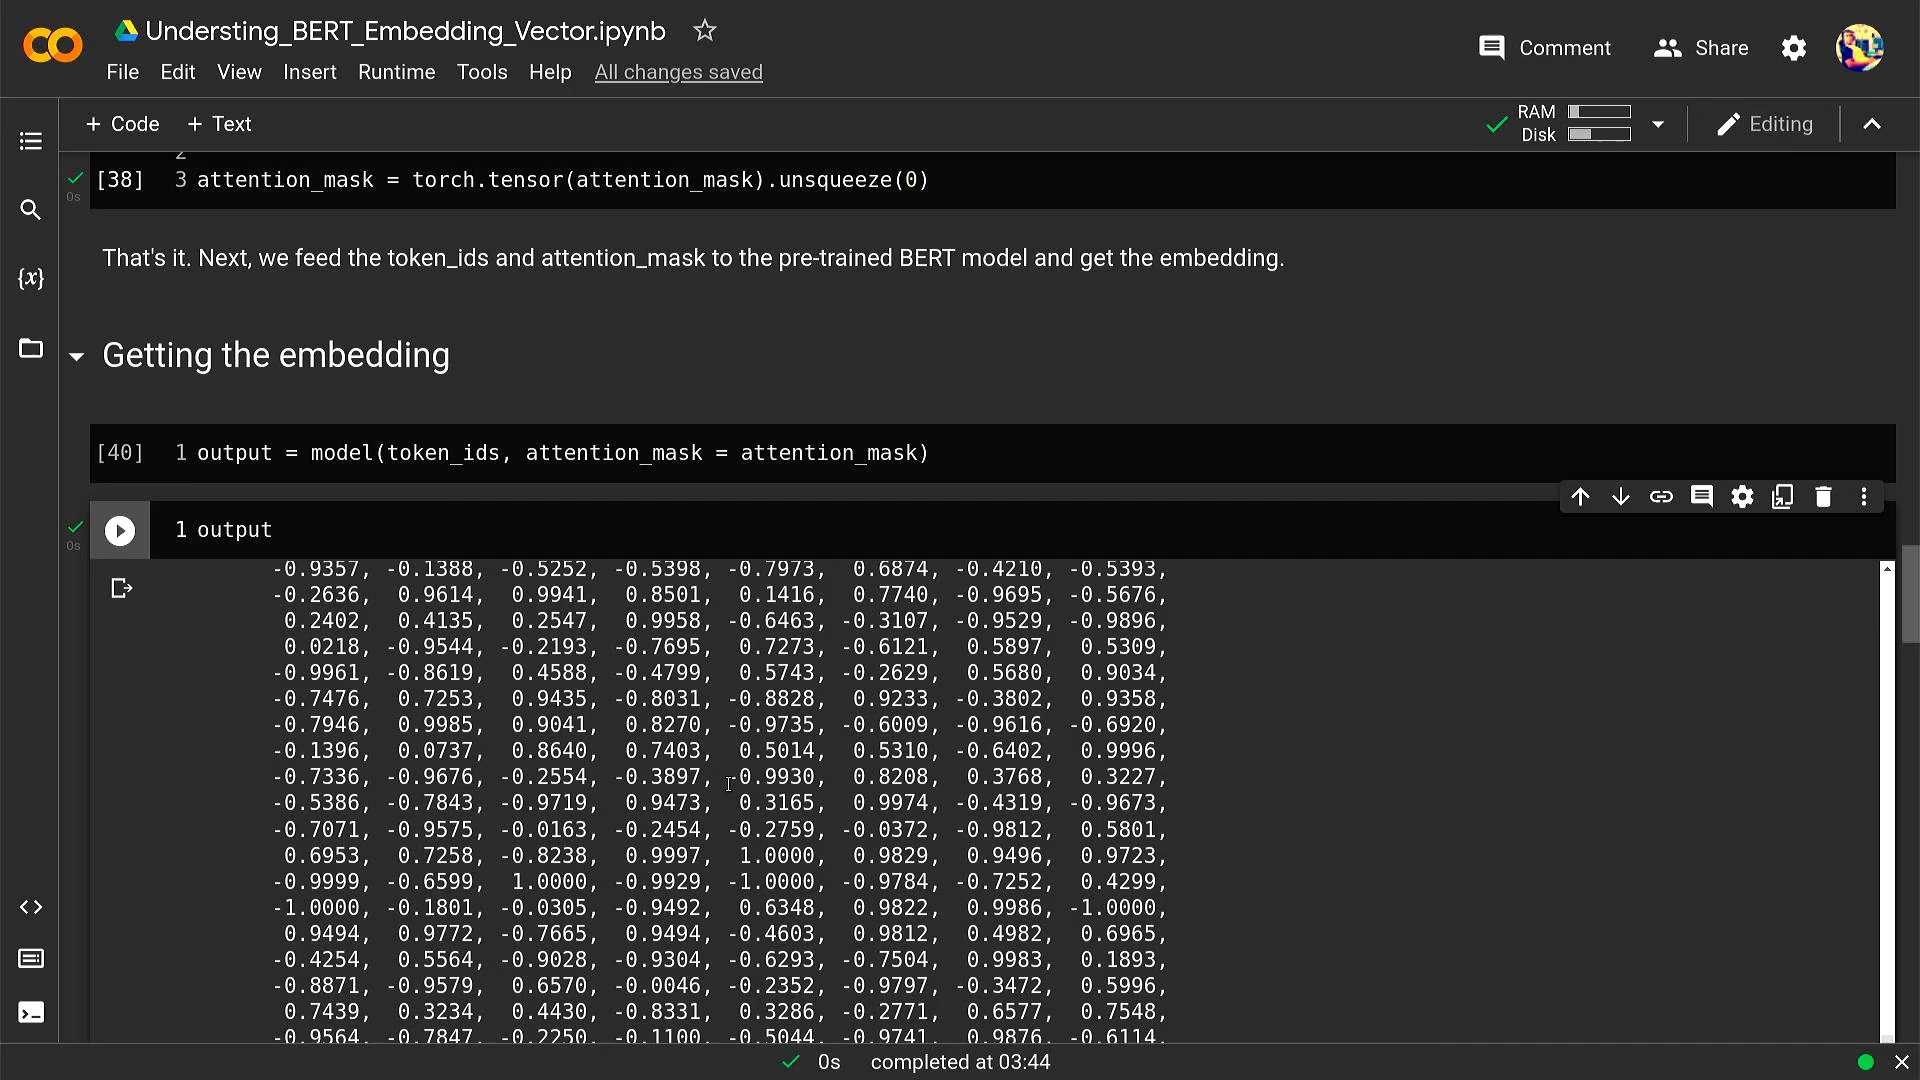 Understing_BERT_Embedding_Vector.ipynb
File Edit View Insert Runtime Tools Help All changes saved
Comment Share
+ Code + Text
RAM
Disk
Editing
2
[38] 3 attention_mask = torch.tensor(attention_mask).unsqueeze(0)
0s
That's it. Next, we feed the token_ids and attention_mask to the pre-trained BERT model and get the embedding.
{x}
Getting the embedding
[40] 1 output = model(token_ids, attention_mask = attention_mask)
1 output
0s
-0.9357, -0.1388, -0.5252, -0.5398, -0.7973, 0.6874, -0.4210, -0.5393,
-0.2636, 0.9614, 0.9941, 0.8501, 0.1416, 0.7740, -0.9695, -0.5676,
0.2402, 0.4135, 0.2547, 0.9958, -0.6463, -0.3107, -0.9529, -0.9896,
0.0218, -0.9544, -0.2193, -0.7695, 0.7273, -0.6121, 0.5897, 0.5309,
-0.9961, -0.8619, 0.4588, -0.4799, 0.5743, -0.2629, 0.5680, 0.9034,
-0.7476, 0.7253, 0.9435, -0.8031, -0.8828, 0.9233, -0.3802, 0.9358,
-0.7946, 0.9985, 0.9041, 0.8270, -0.9735, -0.6009, -0.9616, -0.6920,
-0.1396, 0.0737, 0.8640, 0.7403, 0.5014, 0.5310, -0.6402, 0.9996,
-0.7336, -0.9676, -0.2554, -0.3897, -0.9930, 0.8208, 0.3768, 0.3227,
-0.5386, -0.7843, -0.9719, 0.9473, 0.3165, 0.9974, -0.4319, -0.9673,
-0.7071, -0.9575, -0.0163, -0.2454, -0.2759, -0.0372, -0.9812, 0.5801,
0.6953, 0.7258, -0.8238, 0.9997, 1.0000, 0.9829, 0.9496, 0.9723,
-0.9999, -0.6599, 1.0000, -0.9929, -1.0000, -0.9784, -0.7252, 0.4299,
-1.0000, -0.1801, -0.0305, -0.9492, 0.6348, 0.9822, 0.9986, -1.0000,
0.9494, 0.9772, -0.7665, 0.9494, -0.4603, 0.9812, 0.4982, 0.6965,
-0.4254, 0.5564, -0.9028, -0.9304, -0.6293, -0.7504, 0.9983, 0.1893,
-0.8871, -0.9579, 0.6570, -0.0046, -0.2352, -0.9797, -0.3472, 0.5996,
0.7439, 0.3234, 0.4430, -0.8331, 0.3286, -0.2771, 0.6577, 0.7548,
-0.9564, -0.7847, -0.2250, -0.1100, -0.5044, -0.9741, 0.9876, -0.6114,
0s completed at 03:44